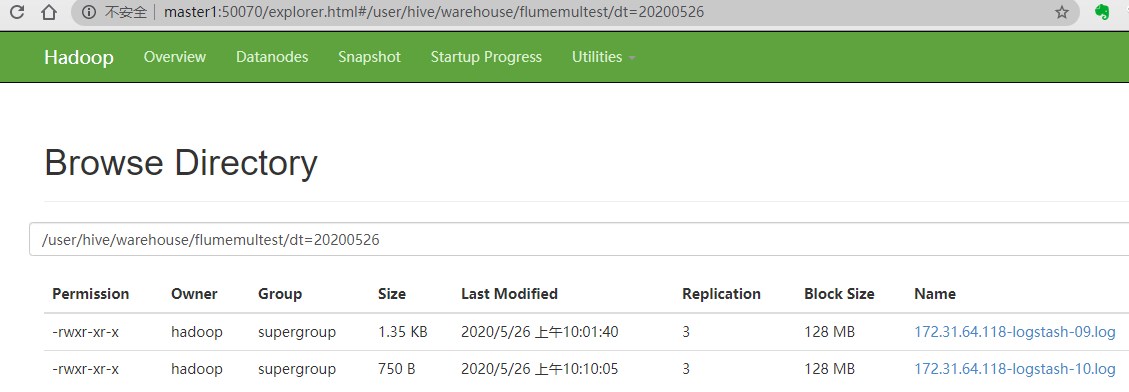 不安全 master1:50070/explorer.html#/user/hive/warehouse/flumemultest/dt=20200526
Hadoop Overview Datanodes Snapshot Startup Progress Utilities
Browse Directory
/user/hive/warehouse/flumemultest/dt=20200526
Permission Owner Group Size Last Modified Replication Block Size Name
-rwxr-xr-x hadoop supergroup 1.35 KB 2020/5/26 上午10:01:40 3 128 MB 172.31.64.118-logstash-09.log
-rwxr-xr-x hadoop supergroup 750 B 2020/5/26 上午10:10:05 3 128 MB 172.31.64.118-logstash-10.log